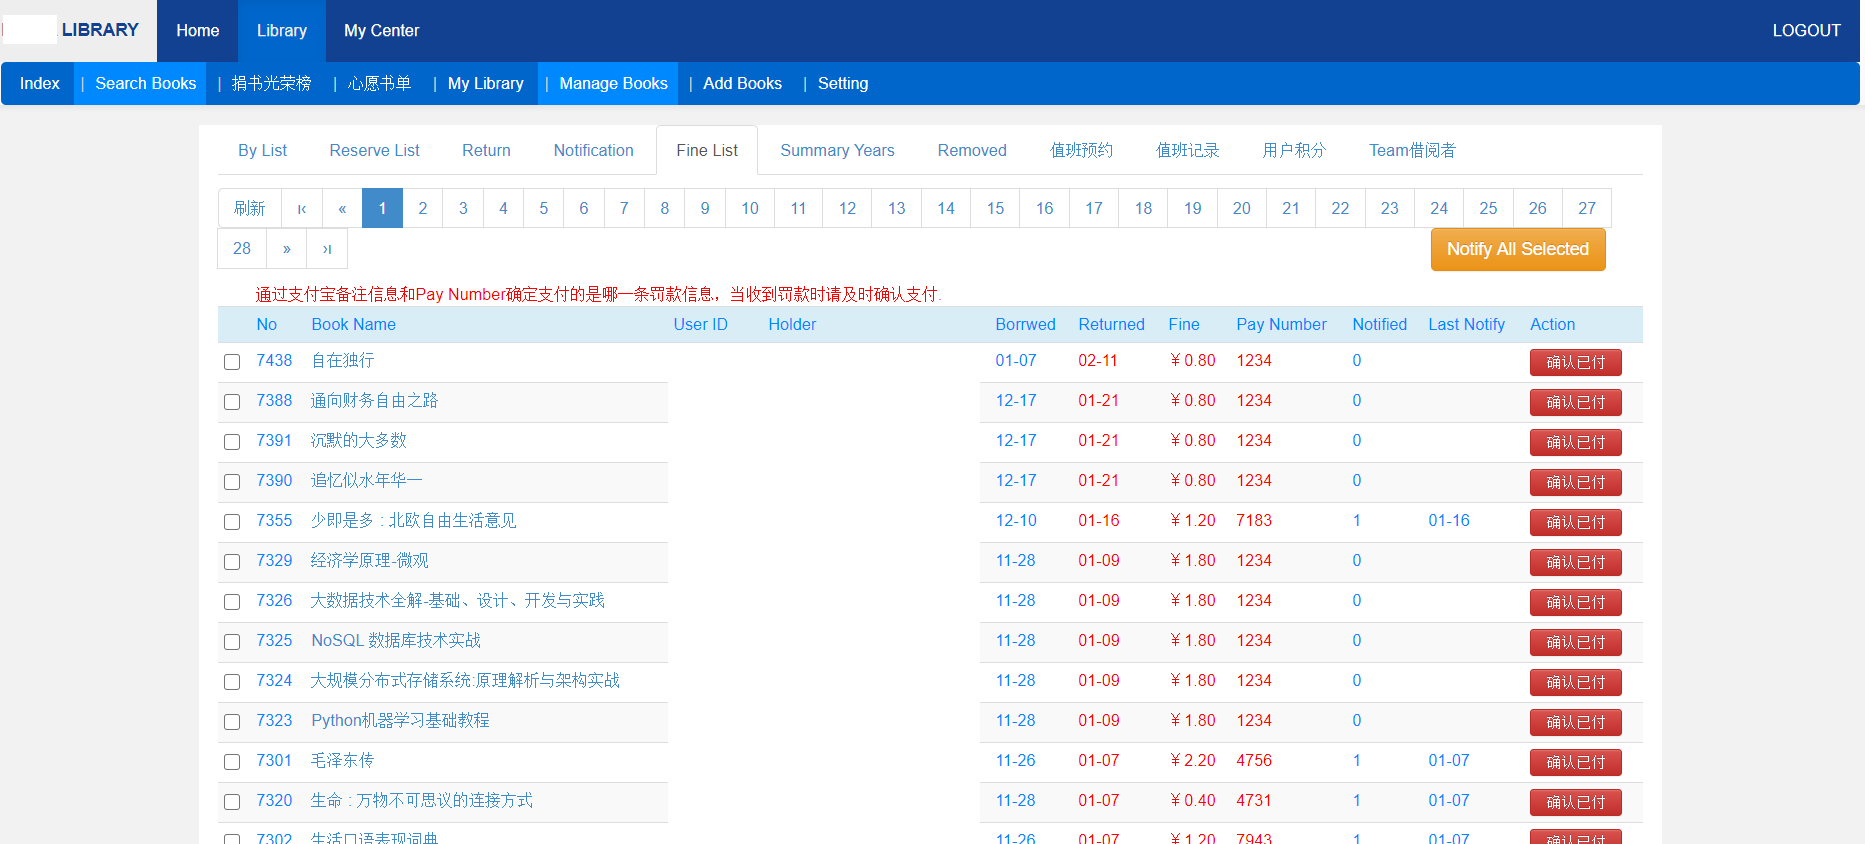 LIBRARY Home Library My Center LOGOUT
Index | Search Books | 捐书光荣榜 | 心愿书单 | My Library | Manage Books | Add Books | Setting
By List Reserve List Return Notification Fine List Summary Years Removed 值班预约 值班记录 用户积分 Team借阅者
刷新 ı‹ « 1 2 3 4 5 6 7 8 9 10 11 12 13 14 15 16 17 18 19 20 21 22 23 24 25 26 27
28 » ›ı Notify All Selected
通过支付宝备注信息和Pay Number确定支付的是哪一条罚款信息，当收到罚款时请及时确认支付.
No Book Name User ID Holder Borrwed Returned Fine Pay Number Notified Last Notify Action
7438 自在独行 01-07 02-11 ￥0.80 1234 0 确认已付
7388 通向财务自由之路 12-17 01-21 ￥0.80 1234 0 确认已付
7391 沉默的大多数 12-17 01-21 ￥0.80 1234 0 确认已付
7390 追忆似水年华一 12-17 01-21 ￥0.80 1234 0 确认已付
7355 少即是多 : 北欧自由生活意见 12-10 01-16 ￥1.20 7183 1 01-16 确认已付
7329 经济学原理-微观 11-28 01-09 ￥1.80 1234 0 确认已付
7326 大数据技术全解-基础、设计、开发与实践 11-28 01-09 ￥1.80 1234 0 确认已付
7325 NoSQL 数据库技术实战 11-28 01-09 ￥1.80 1234 0 确认已付
7324 大规模分布式存储系统:原理解析与架构实战 11-28 01-09 ￥1.80 1234 0 确认已付
7323 Python机器学习基础教程 11-28 01-09 ￥1.80 1234 0 确认已付
7301 毛泽东传 11-26 01-07 ￥2.20 4756 1 01-07 确认已付
7320 生命 : 万物不可思议的连接方式 11-28 01-07 ￥0.40 4731 1 01-07 确认已付
7302 生活口语表现词典 11-26 01-07 ￥1.20 7943 1 01-07 确认已付